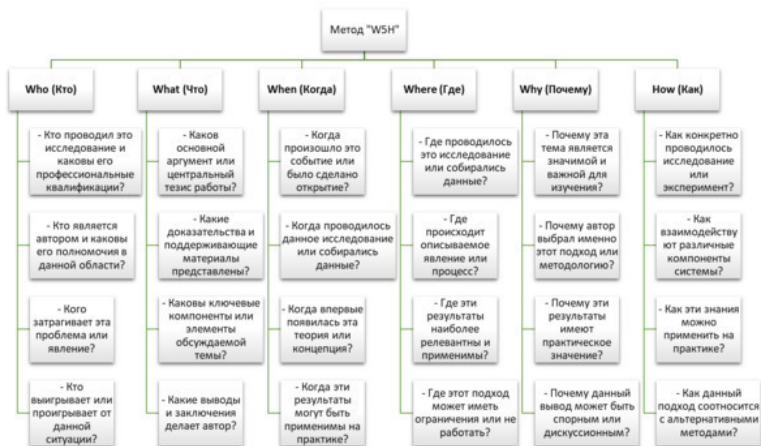 Метод "W5H"
Who (Кто)
What (Что)
When (Когда)
Where (Где)
Why (Почему)
How (Как)
- Кто проводил это
исследование и
каковы его
профессиональные
квалификации?
- Кто является
автором и каковы
его полномочия в
данной области?
- Кого
затрагивает эта
проблема или
явление?
- Кто
выигрывает или
проигрывает от
данной
ситуации?
- Каков
основной
аргумент или
центральный
тезис работы?
- Какие
доказательства и
поддерживающие
материалы
представлены?
- Каковы ключевые
компоненты или
элементы
обсуждаемой
темы?
- Какие выводы
и заключения
делает автор?
- Когда
произошло это
событие или
было сделано
открытие?
- Когда проводилось
данное исследование
или собирались
данные?
- Когда впервые
появилась эта
теория или
концепция?
- Когда эти
результаты
могут быть
применимы на
практике?
- Где проводилось
это исследование
или собирались
данные?
- Где
происходит
описываемое
явление или
процесс?
- Где эти
результаты
наиболее
релевантны и
применимы?
- Где этот подход
может иметь
ограничения или не
работать?
- Почему эта
тема является
значимой и
важной для
изучения?
- Почему автор
выбрал именно
этот подход или
методологию?
- Почему эти
результаты
имеют
практическое
значение?
- Почему данный
вывод может быть
спорным или
дискуссионным?
- Как конкретно
проводилось
исследование
или
эксперимент?
- Как
взаимодейству
ют различные
компоненты
системы?
- Как эти знания
можно
применить на
практике?
- Как данный
подход соотносится
с альтернативными
методами?